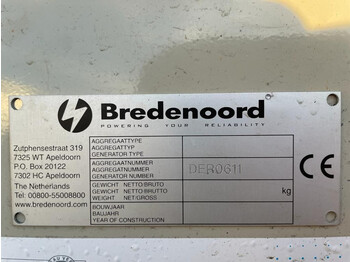 Bredenoord
POWERING YOUR RELIABILITY
Zutphensestraat 319
7325 WT Apeldoorn
P.O. Box 20122
7302 HC Apeldoorn
The Netherlands
Tel: 00800-55008800
www.bredenoord.com
AGGREGAATTYPE
AGGREGATTYP
GENERATOR TYPE
AGGREGAATNUMMER
AGGREGATNUMMER
GENERATOR NUMBER
DER0611
GEWICHT NETTO/BRUTO
GEWICHT NETTO/BRUTTO
WEIGHT NET/GROSS
kg
BOUWJAAR
BAUJAHR
YEAR OF CONSTRUCTION
CE